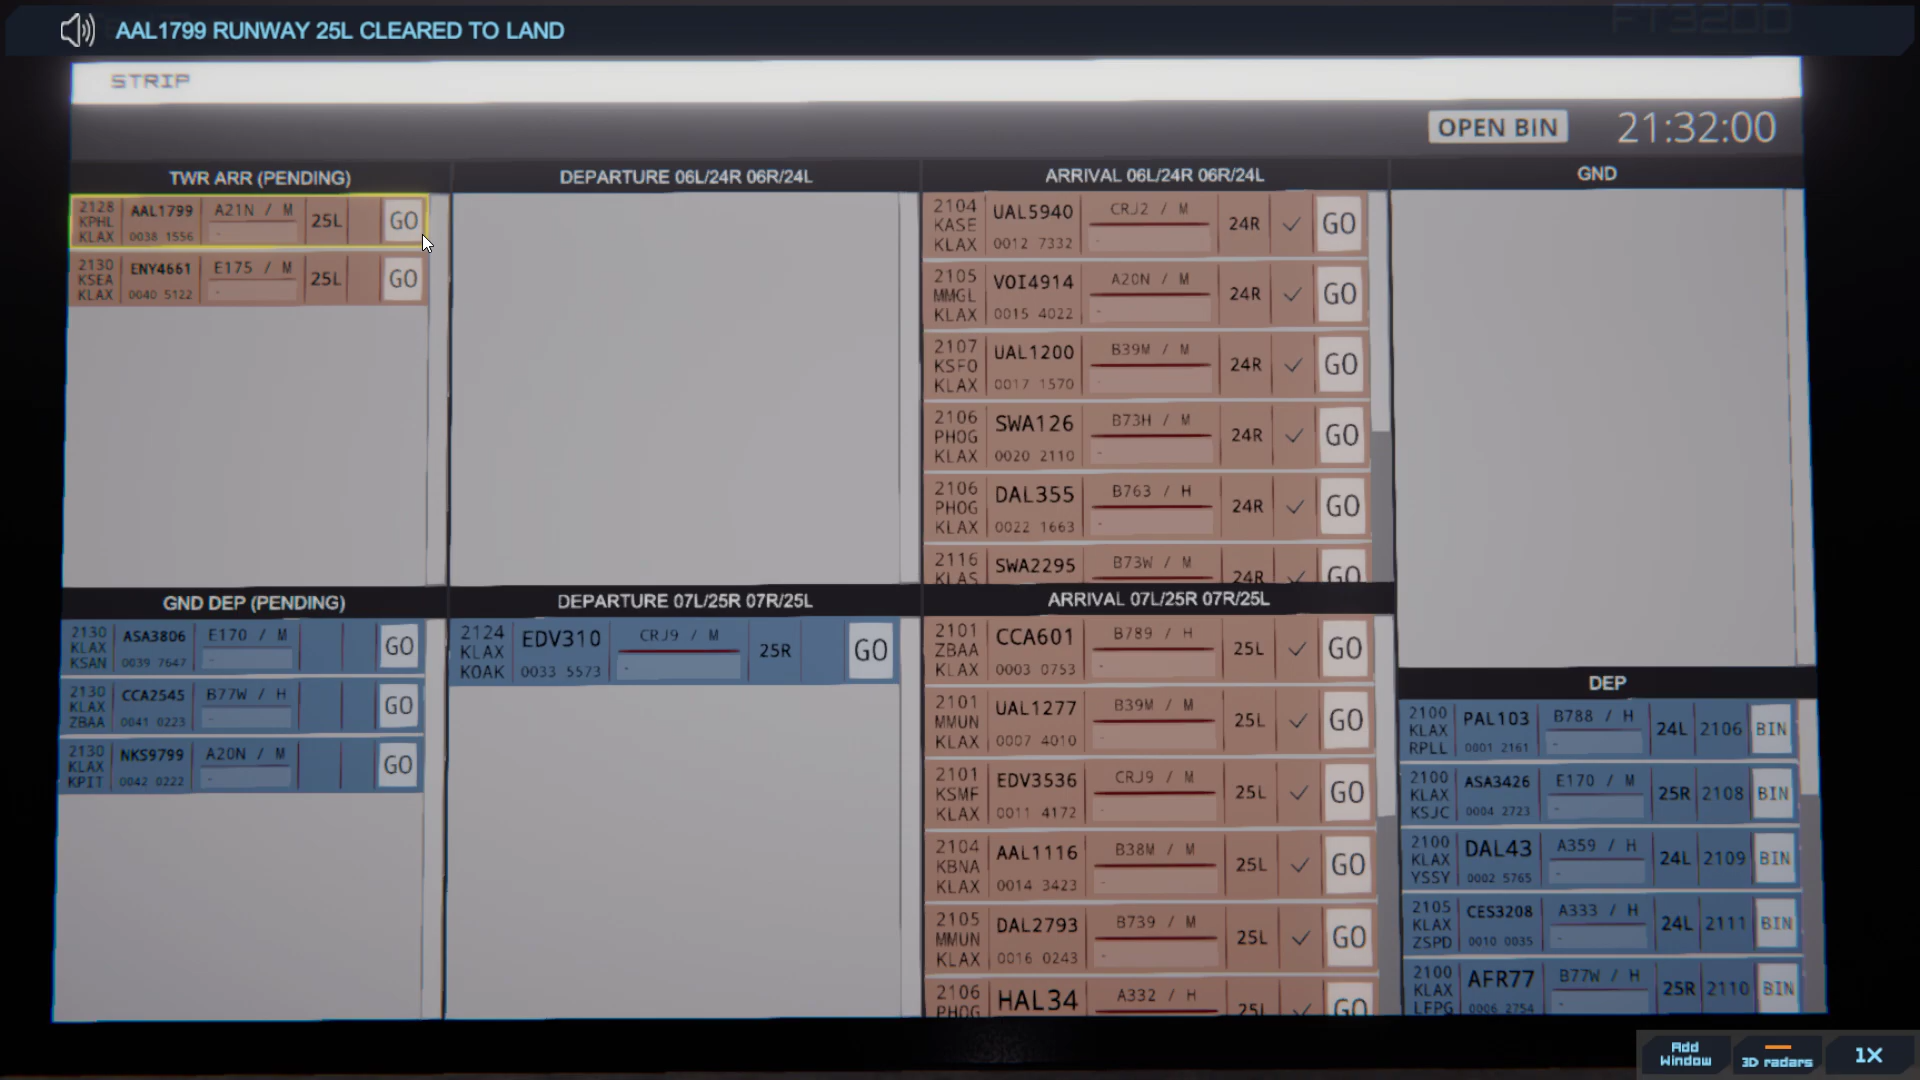 AAL1799 RUNWAY 25L CLEARED TO LAND
FT3200
STRIP
OPEN BIN 21:32:00
TWR ARR (PENDING)
2128 AAL1799 A21N / M 25L GO
KPHL
KLAX 0038 1556 -
2130 ENY4661 E175 / M 25L GO
KSEA
KLAX 0040 5122 -
DEPARTURE 06L/24R 06R/24L
ARRIVAL 06L/24R 06R/24L
2104 UAL5940 CRJ2 / M 24R ✓ GO
KASE
KLAX 0012 7332 -
2105 VOI4914 A20N / M 24R ✓ GO
MMGL
KLAX 0015 4022 -
2107 UAL1200 B39M / M 24R ✓ GO
KSFO
KLAX 0017 1570 -
2106 SWA126 B73H / M 24R ✓ GO
PHOG
KLAX 0020 2110 -
2106 DAL355 B763 / H 24R ✓ GO
PHOG
KLAX 0022 1663 -
2116 SWA2295 B73W / M 24R ✓ GO
KLAS
GND
GND DEP (PENDING)
2130 ASA3806 E170 / M GO
KLAX
KSAN 0039 7647 -
2130 CCA2545 B77W / H GO
KLAX
ZBAA 0041 0223 -
2130 NKS9799 A20N / M GO
KLAX
KPIT 0042 0222 -
DEPARTURE 07L/25R 07R/25L
2124 EDV310 CRJ9 / M 25R GO
KLAX
KOAK 0033 5573 -
ARRIVAL 07L/25R 07R/25L
2101 CCA601 B789 / H 25L ✓ GO
ZBAA
KLAX 0003 0753 -
2101 UAL1277 B39M / M 25L ✓ GO
MMUN
KLAX 0007 4010 -
2101 EDV3536 CRJ9 / M 25L ✓ GO
KSMF
KLAX 0011 4172 -
2104 AAL1116 B38M / M 25L ✓ GO
KBNA
KLAX 0014 3423 -
2105 DAL2793 B739 / M 25L ✓ GO
MMUN
KLAX 0016 0243 -
2106 HAL34 A332 / H 25L ✓ GO
PHOG
DEP
2100 PAL103 B788 / H 24L 2106 BIN
KLAX
RPLL 0001 2161 -
2100 ASA3426 E170 / M 25R 2108 BIN
KLAX
KSJC 0004 2723 -
2100 DAL43 A359 / H 24L 2109 BIN
KLAX
YSSY 0002 5765 -
2105 CES3208 A333 / H 24L 2111 BIN
KLAX
ZSPD 0010 0035 -
2100 AFR77 B77W / H 25R 2110 BIN
KLAX
LFPG 0006 2754 -
Add
Window
3D radars
1X